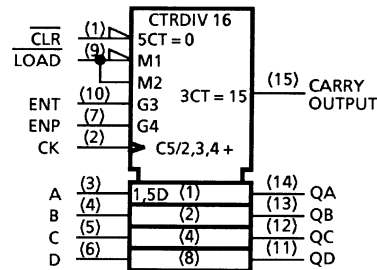 CTRDIV 16
CLR (1) 5CT = 0
LOAD (9) M1
M2
ENT (10) G3 3CT = 15 (15) CARRY OUTPUT
ENP (7) G4
CK (2) C5/2,3,4 +
A (3) 1,5D (1) (14) QA
B (4) (2) (13) QB
C (5) (4) (12) QC
D (6) (8) (11) QD